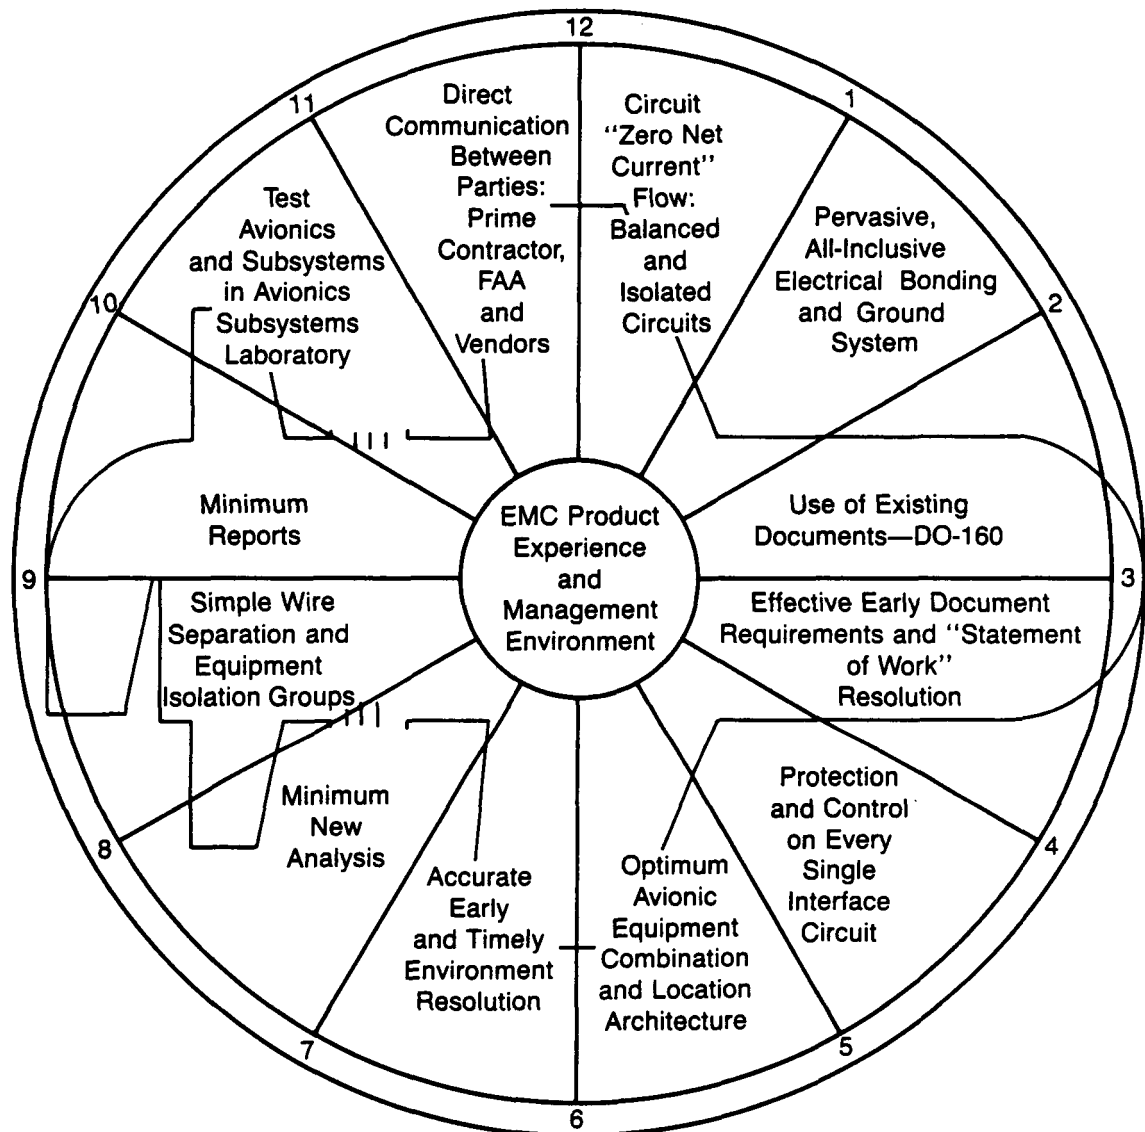 12
Circuit
"Zero Net
Current"
Flow:
Balanced
and
Isolated
Circuits
1
Pervasive,
All-Inclusive
Electrical Bonding
and Ground
System
2
Use of Existing
Documents—DO-160
3
Effective Early Document
Requirements and "Statement
of Work"
Resolution
4
Protection
and Control
on Every
Single
Interface
Circuit
5
Optimum
Avionic
Equipment
Combination
and Location
Architecture
6
Accurate
Early
and Timely
Environment
Resolution
7
Minimum
New
Analysis
8
Simple Wire
Separation and
Equipment
Isolation Groups
9
Minimum
Reports
10
Test
Avionics
and Subsystems
in Avionics
Subsystems
Laboratory
11
Direct
Communication
Between
Parties:
Prime
Contractor,
FAA
and
Vendors
EMC Product
Experience
and
Management
Environment